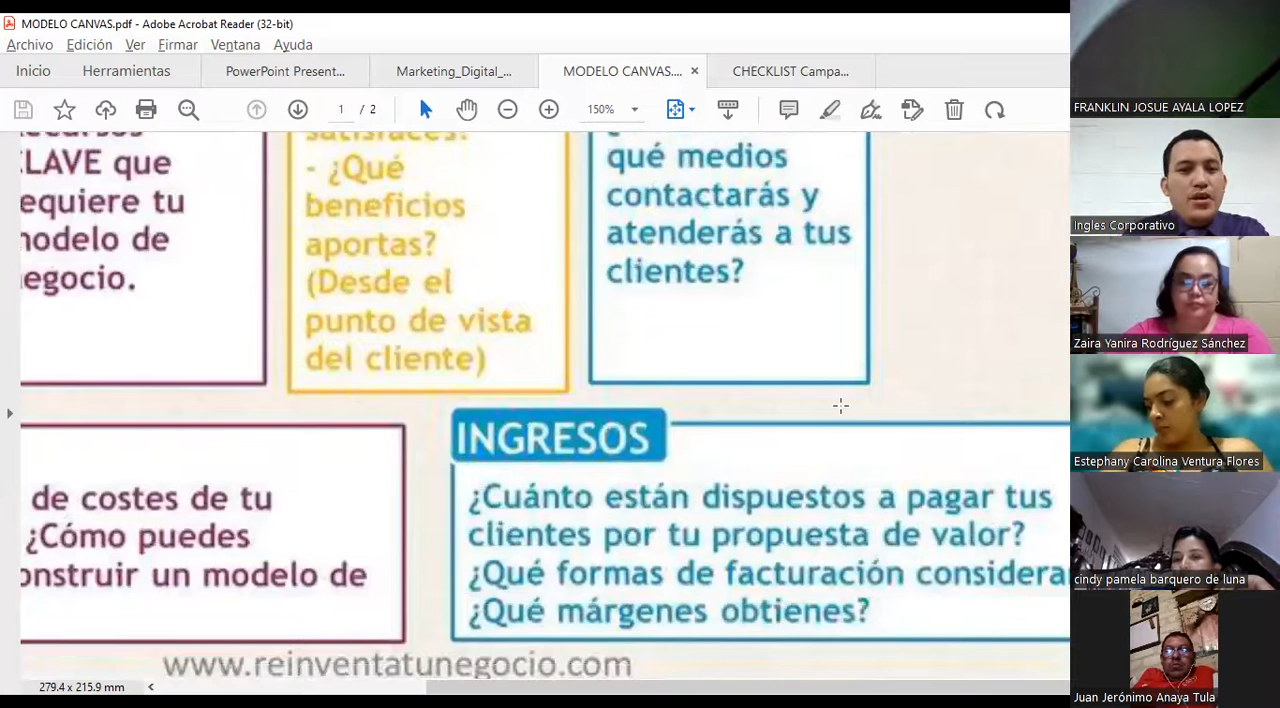 MODELO CANVAS.pdf - Adobe Acrobat Reader (32-bit)
Archivo Edición Ver Firmar Ventana Ayuda
Inicio Herramientas PowerPoint Present... Marketing_Digital_... MODELO CANVAS.... × CHECKLIST Campa...
1 / 2 150%
LAVE que
equiere tu
modelo de
egocio.
satisfaces?
- ¿Qué
beneficios
aportas?
(Desde el
punto de vista
del cliente)
qué medios
contactarás y
atenderás a tus
clientes?
de costes de tu
¿Cómo puedes
onstruir un modelo de
INGRESOS
¿Cuánto están dispuestos a pagar tus
clientes por tu propuesta de valor?
¿Qué formas de facturación considera
¿Qué márgenes obtienes?
www.reinventatunegocio.com
279.4 x 215.9 mm
FRANKLIN JOSUE AYALA LOPEZ
Ingles Corporativo
Zaira Yanira Rodríguez Sánchez
Estephany Carolina Ventura Flores
cindy pamela barquero de luna
Juan Jerónimo Anaya Tula